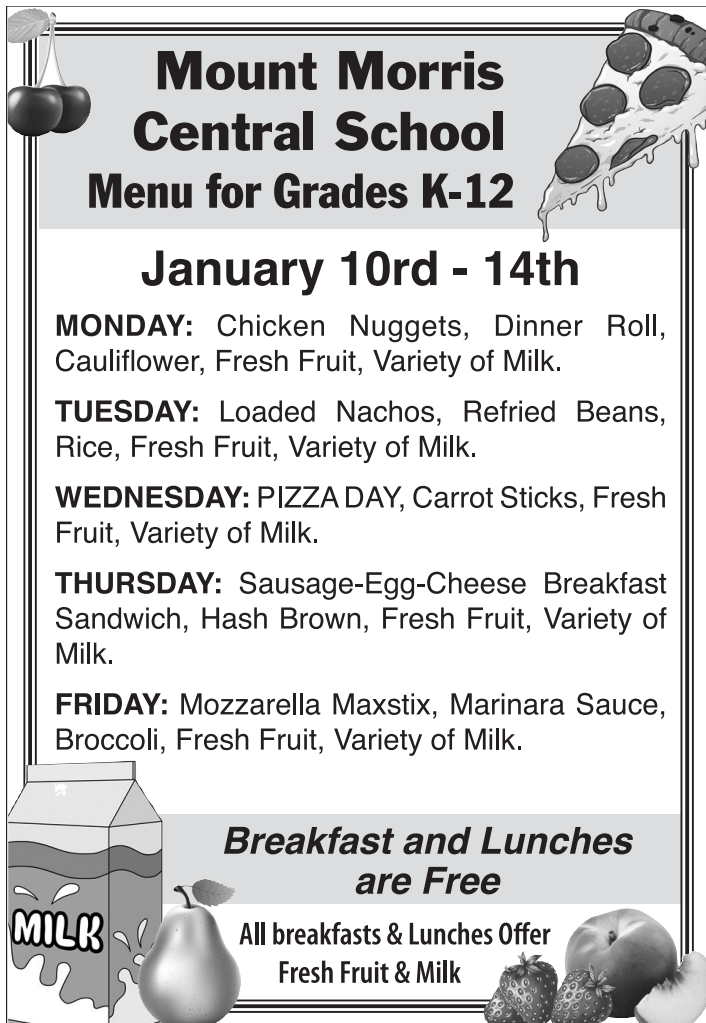 Mount Morris
Central School
Menu for Grades K-12
January 10rd - 14th
MONDAY: Chicken Nuggets, Dinner Roll,
Cauliflower, Fresh Fruit, Variety of Milk.
TUESDAY: Loaded Nachos, Refried Beans,
Rice, Fresh Fruit, Variety of Milk.
WEDNESDAY: PIZZA DAY, Carrot Sticks, Fresh
Fruit, Variety of Milk.
THURSDAY: Sausage-Egg-Cheese Breakfast
Sandwich, Hash Brown, Fresh Fruit, Variety of
Milk.
FRIDAY: Mozzarella Maxstix, Marinara Sauce,
Broccoli, Fresh Fruit, Variety of Milk.
Breakfast and Lunches
are Free
MILK
All breakfasts & Lunches Offer
Fresh Fruit & Milk